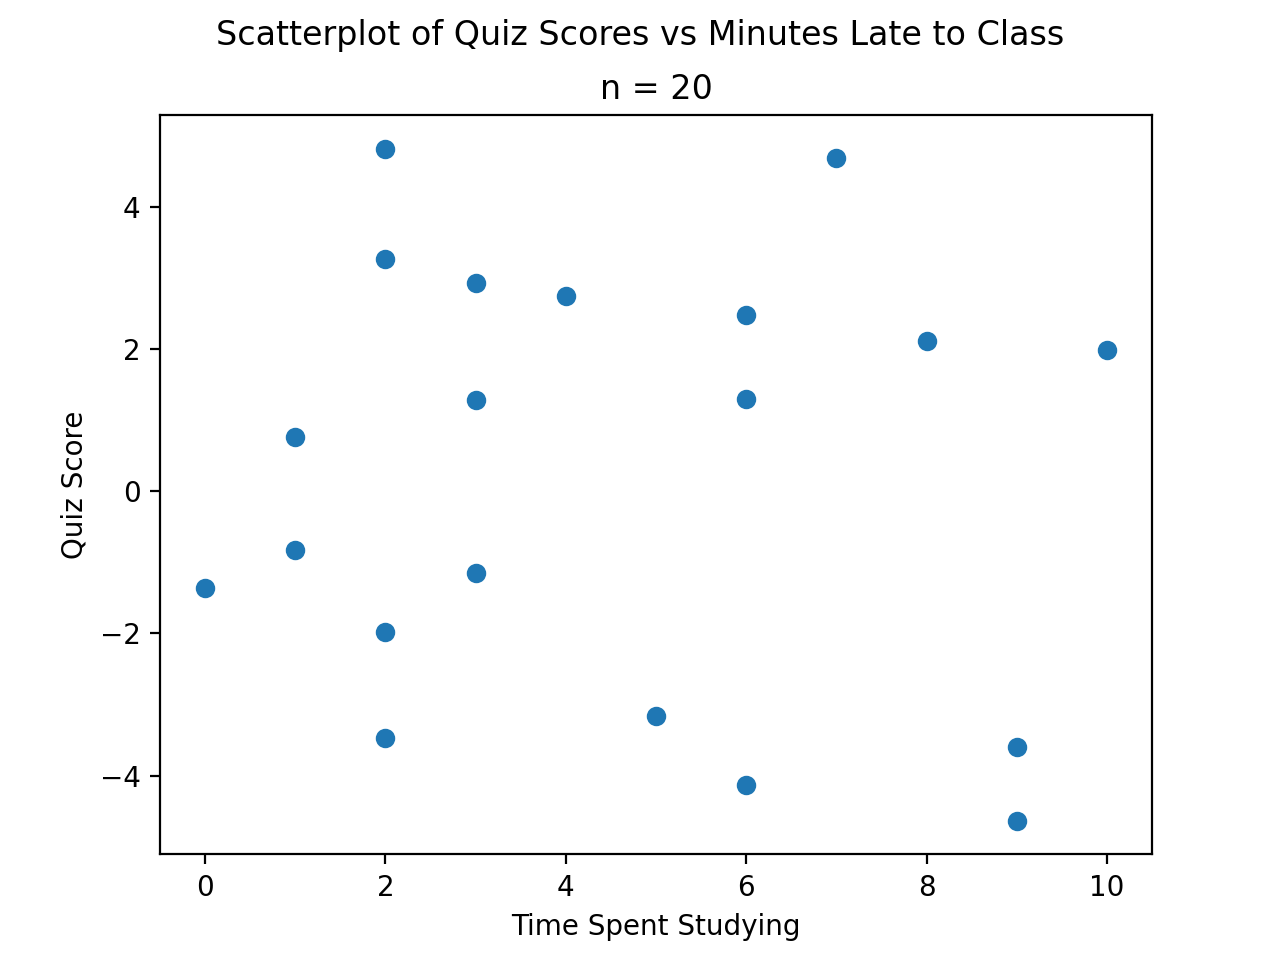 Scatterplot of Quiz Scores vs Minutes Late to Class
n = 20
4
2
0
−2
−4
Quiz Score
0 2 4 6 8 10
Time Spent Studying